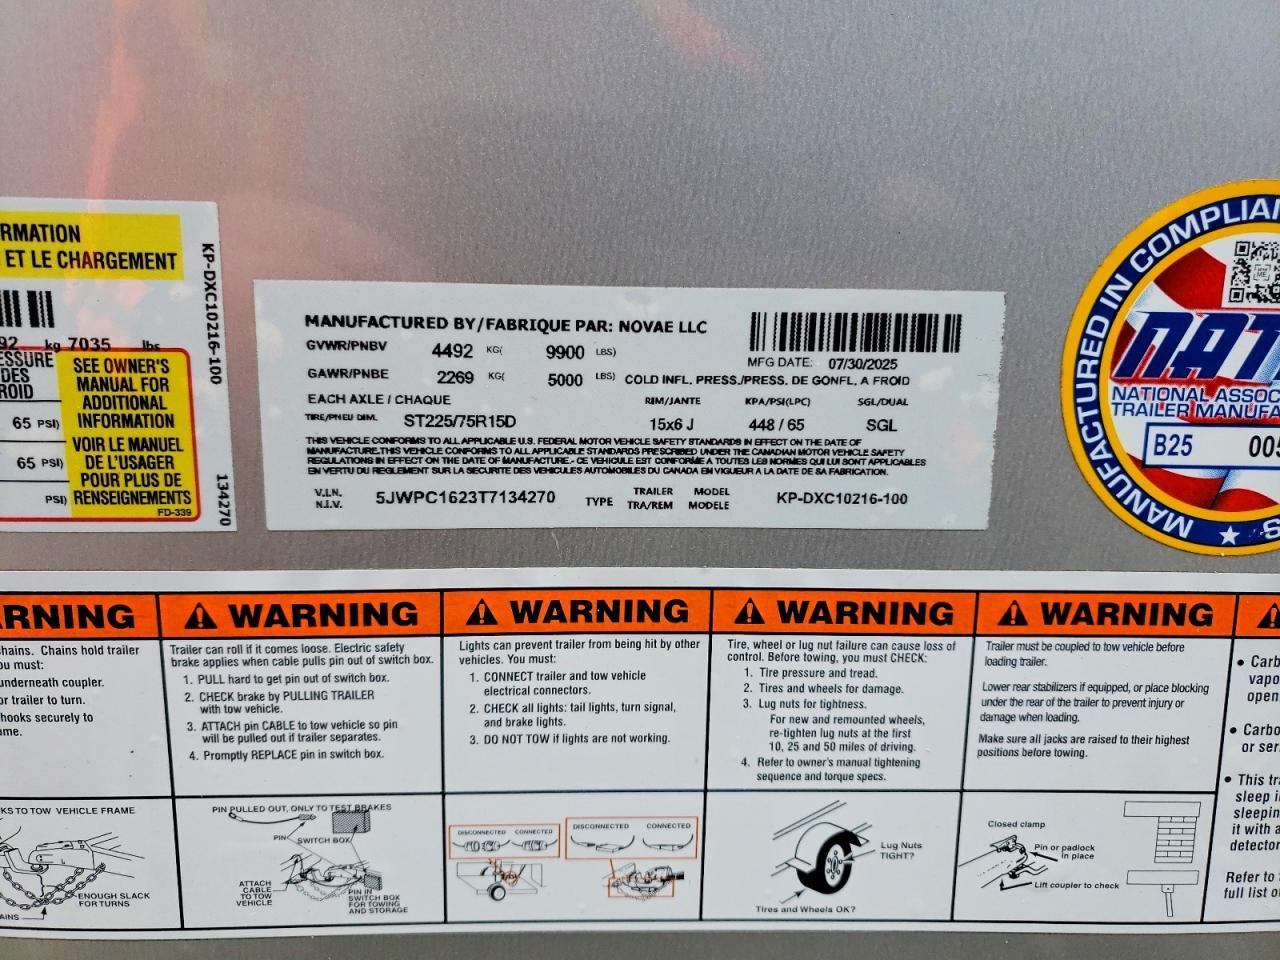 RMATION
ET LE CHARGEMENT
92 kg 7035 lbs
ESSURE
DES
ROID
65 PSI)
65 PSI)
PSI)
SEE OWNER'S
MANUAL FOR
ADDITIONAL
INFORMATION
VOIR LE MANUEL
DE L'USAGER
POUR PLUS DE
RENSEIGNEMENTS
FD-339
KP-DXC10216-100
134270
MANUFACTURED BY/FABRIQUE PAR: NOVAE LLC
GVWR/PNBV 4492 KG( 9900 LBS)
MFG DATE: 07/30/2025
GAWR/PNBE 2269 KG( 5000 LBS) COLD INFL. PRESS./PRESS. DE GONFL. A FROID
EACH AXLE / CHAQUE RIM/JANTE KPA/PSI(LPC) SGL/DUAL
TIRE/PNEU DIM. ST225/75R15D 15x6 J 448 / 65 SGL
THIS VEHICLE CONFORMS TO ALL APPLICABLE U.S. FEDERAL MOTOR VEHICLE SAFETY STANDARDS IN EFFECT ON THE DATE OF
MANUFACTURE.THIS VEHICLE CONFORMS TO ALL APPLICABLE STANDARDS PRESCRIBED UNDER THE CANADIAN MOTOR VEHICLE SAFETY
REGULATIONS IN EFFECT ON THE DATE OF MANUFACTURE.- CE VEHICULE EST CONFORME A TOUTES LES NORMES QUI LUI SONT APPLICABLES
EN VERTU DU REGLEMENT SUR LA SECURITE DES VEHICULES AUTOMOBILES DU CANADA EN VIGUEUR A LA DATE DE SA FABRICATION.
V.I.N. 5JWPC1623T7134270 TYPE TRAILER MODEL KP-DXC10216-100
N.I.V. TRA/REM MODELE
MANUFACTURED IN COMPLIAN
NAT
NATIONAL ASSOC
TRAILER MANUFA
B25 005
RNING
hains. Chains hold trailer
ou must:
underneath coupler.
or trailer to turn.
hooks securely to
ame.
KS TO TOW VEHICLE FRAME
ENOUGH SLACK
FOR TURNS
AINS
WARNING
Trailer can roll if it comes loose. Electric safety
brake applies when cable pulls pin out of switch box.
1. PULL hard to get pin out of switch box.
2. CHECK brake by PULLING TRAILER
with tow vehicle.
3. ATTACH pin CABLE to tow vehicle so pin
will be pulled out if trailer separates.
4. Promptly REPLACE pin in switch box.
PIN PULLED OUT, ONLY TO TEST BRAKES
PIN
SWITCH BOX
ATTACH
CABLE
TO TOW
VEHICLE
PIN IN
SWITCH BOX
FOR TOWING
AND STORAGE
WARNING
Lights can prevent trailer from being hit by other
vehicles. You must:
1. CONNECT trailer and tow vehicle
electrical connectors.
2. CHECK all lights: tail lights, turn signal,
and brake lights.
3. DO NOT TOW if lights are not working.
DISCONNECTED CONNECTED
DISCONNECTED CONNECTED
WARNING
Tire, wheel or lug nut failure can cause loss of
control. Before towing, you must CHECK:
1. Tire pressure and tread.
2. Tires and wheels for damage.
3. Lug nuts for tightness.
For new and remounted wheels,
re-tighten lug nuts at the first
10, 25 and 50 miles of driving.
4. Refer to owner's manual tightening
sequence and torque specs.
Lug Nuts
TIGHT?
Tires and Wheels OK?
WARNING
Trailer must be coupled to tow vehicle before
loading trailer.
Lower rear stabilizers if equipped, or place blocking
under the rear of the trailer to prevent injury or
damage when loading.
Make sure all jacks are raised to their highest
positions before towing.
Closed clamp
Pin or padlock
in place
Lift coupler to check
• Carb
vapo
open
• Carbo
or ser
• This tra
sleep i
sleepin
it with a
detector
Refer to
full list o